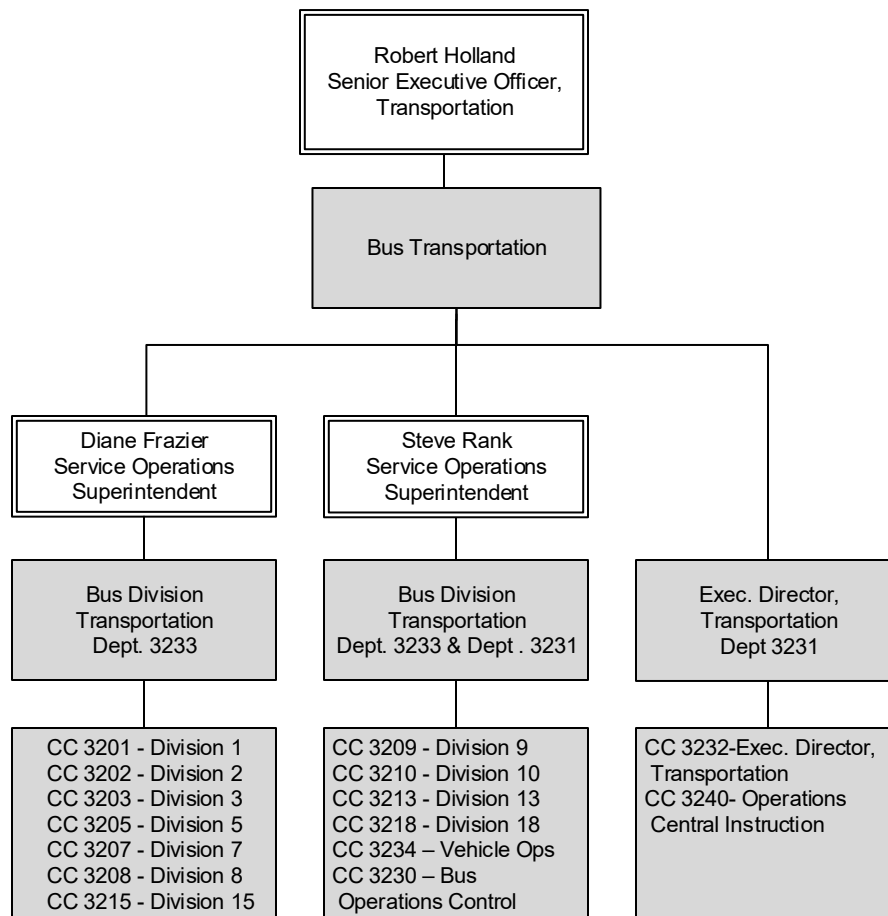 Robert Holland
Senior Executive Officer,
Transportation
Bus Transportation
Diane Frazier
Service Operations
Superintendent
Steve Rank
Service Operations
Superintendent
Bus Division
Transportation
Dept. 3233
Bus Division
Transportation
Dept. 3233 & Dept . 3231
Exec. Director,
Transportation
Dept 3231
CC 3201 - Division 1
CC 3202 - Division 2
CC 3203 - Division 3
CC 3205 - Division 5
CC 3207 - Division 7
CC 3208 - Division 8
CC 3215 - Division 15
CC 3209 - Division 9
CC 3210 - Division 10
CC 3213 - Division 13
CC 3218 - Division 18
CC 3234 – Vehicle Ops
CC 3230 – Bus
Operations Control
CC 3232-Exec. Director,
Transportation
CC 3240- Operations
Central Instruction